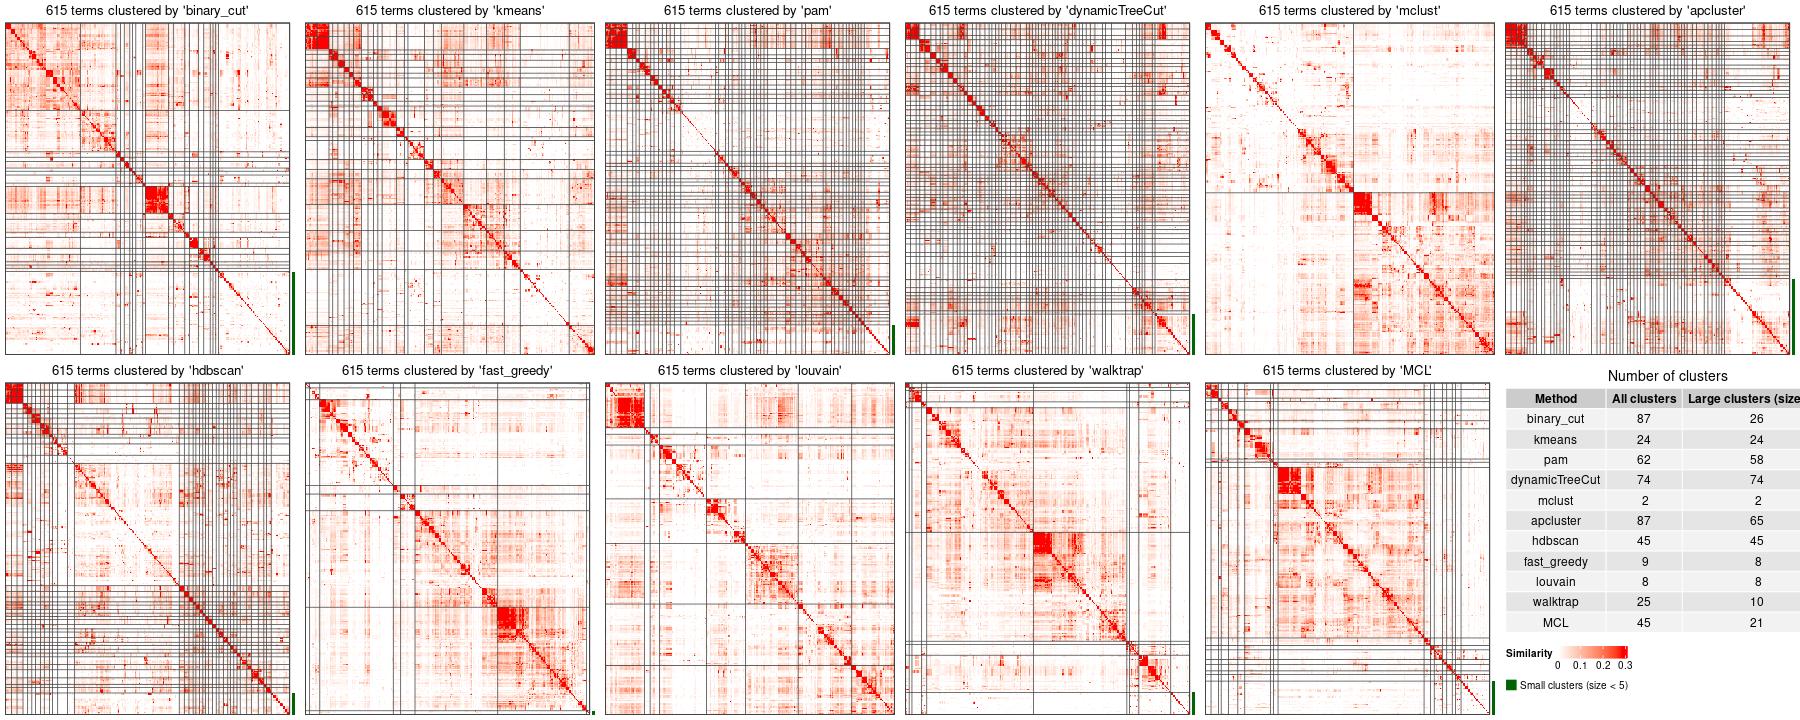 615 terms clustered by 'binary_cut'
615 terms clustered by 'kmeans'
615 terms clustered by 'pam'
615 terms clustered by 'dynamicTreeCut'
615 terms clustered by 'mclust'
615 terms clustered by 'apcluster'
615 terms clustered by 'hdbscan'
615 terms clustered by 'fast_greedy'
615 terms clustered by 'louvain'
615 terms clustered by 'walktrap'
615 terms clustered by 'MCL'
Number of clusters
Method All clusters Large clusters (size
binary_cut 87 26
kmeans 24 24
pam 62 58
dynamicTreeCut 74 74
mclust 2 2
apcluster 87 65
hdbscan 45 45
fast_greedy 9 8
louvain 8 8
walktrap 25 10
MCL 45 21
Similarity
0 0.1 0.2 0.3
Small clusters (size < 5)